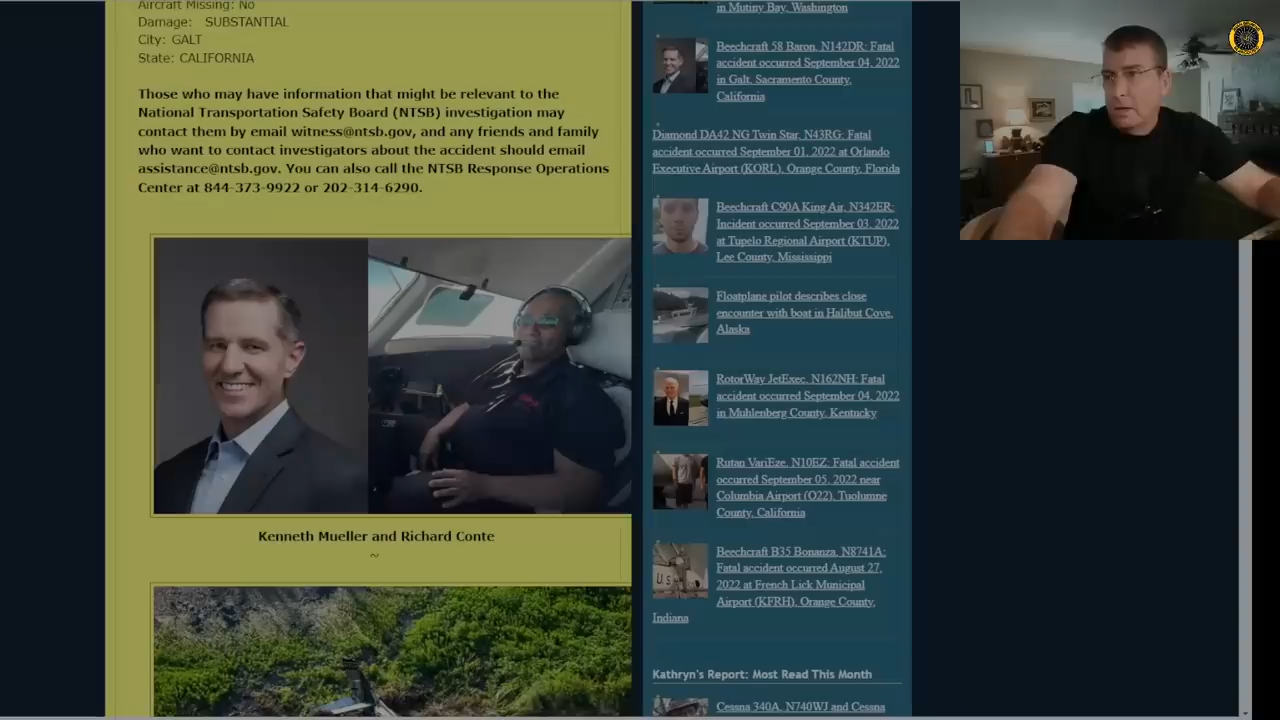 Aircraft Missing: No
Damage: SUBSTANTIAL
City: GALT
State: CALIFORNIA
Those who may have information that might be relevant to the
National Transportation Safety Board (NTSB) investigation may
contact them by email witness@ntsb.gov, and any friends and family
who want to contact investigators about the accident should email
assistance@ntsb.gov. You can also call the NTSB Response Operations
Center at 844-373-9922 or 202-314-6290.
Kenneth Mueller and Richard Conte
~
in Mutiny Bay, Washington
Beechcraft 58 Baron, N142DR: Fatal
accident occurred September 04, 2022
in Galt, Sacramento County,
California
Diamond DA42 NG Twin Star, N43RG: Fatal
accident occurred September 01, 2022 at Orlando
Executive Airport (KORL), Orange County, Florida
Beechcraft C90A King Air, N342ER:
Incident occurred September 03, 2022
at Tupelo Regional Airport (KTUP),
Lee County, Mississippi
Floatplane pilot describes close
encounter with boat in Halibut Cove,
Alaska
RotorWay JetExec, N162NH: Fatal
accident occurred September 04, 2022
in Muhlenberg County, Kentucky
Rutan VariEze, N10EZ: Fatal accident
occurred September 05, 2022 near
Columbia Airport (O22), Tuolumne
County, California
Beechcraft B35 Bonanza, N8741A:
Fatal accident occurred August 27,
2022 at French Lick Municipal
Airport (KFRH), Orange County,
Indiana
Kathryn's Report: Most Read This Month
Cessna 340A, N740WJ and Cessna